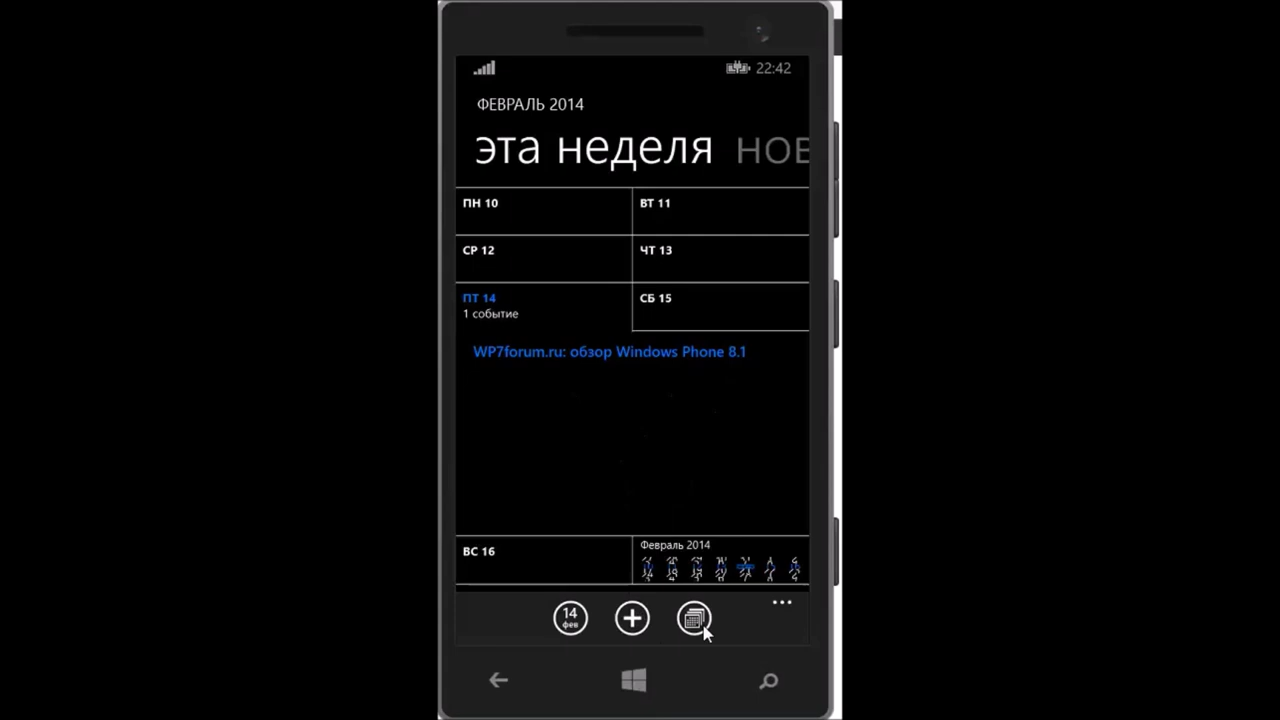 22:42
ФЕВРАЛЬ 2014
эта неделя нов
ПН 10
ВТ 11
СР 12
ЧТ 13
ПТ 14
1 событие
СБ 15
WP7forum.ru: обзор Windows Phone 8.1
ВС 16
Февраль 2014
14
фев